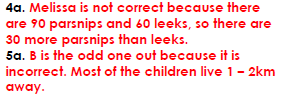 4a. Melissa is not correct because there
are 90 parsnips and 60 leeks, so there are
30 more parsnips than leeks.
5a. B is the odd one out because it is
incorrect. Most of the children live 1 – 2km
away.